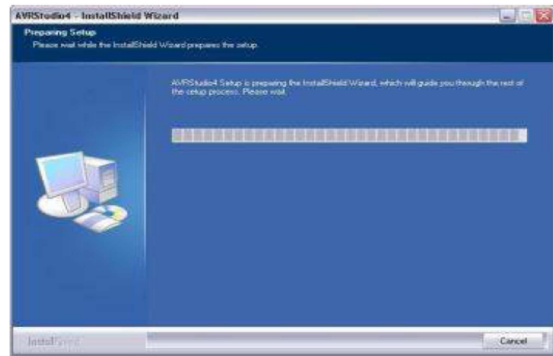 AVRStudio4 - InstallShield Wizard
Preparing Setup
Please wait while the InstallShield Wizard prepares the setup.
AVRStudio4 Setup is preparing the InstallShield Wizard, which will guide you through the rest of
the setup process. Please wait.
InstallShield
Cancel